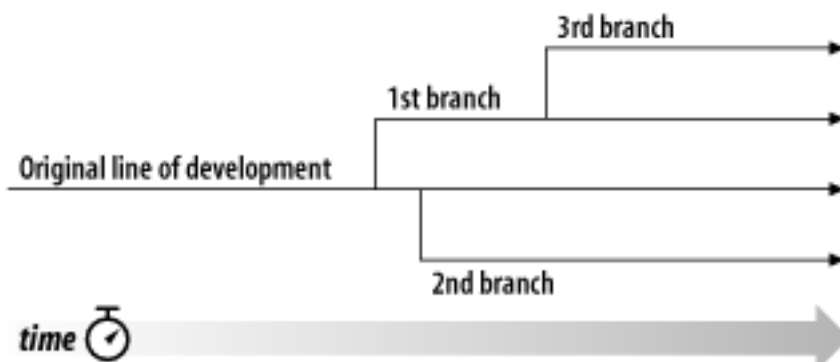 3rd branch
1st branch
Original line of development
2nd branch
time